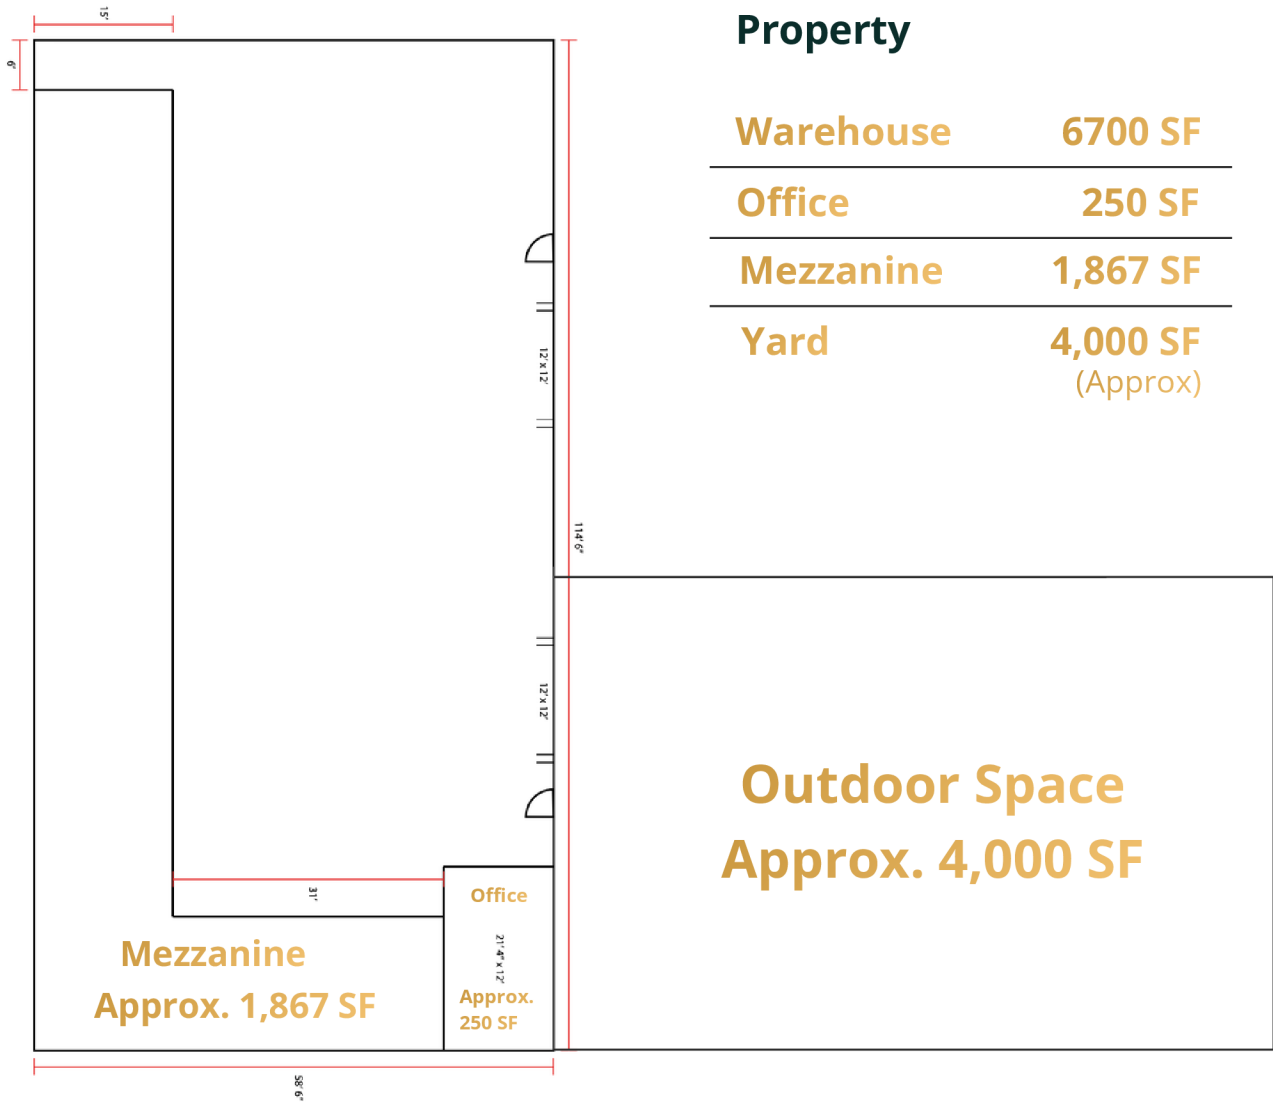 15'
6"
Property
Warehouse 6700 SF
Office 250 SF
Mezzanine 1,867 SF
Yard 4,000 SF
(Approx)
12' x 12'
114' 6"
12' x 12'
Outdoor Space
Approx. 4,000 SF
31'
Office
21' 4" x 12'
Approx.
250 SF
Mezzanine
Approx. 1,867 SF
58' 6"